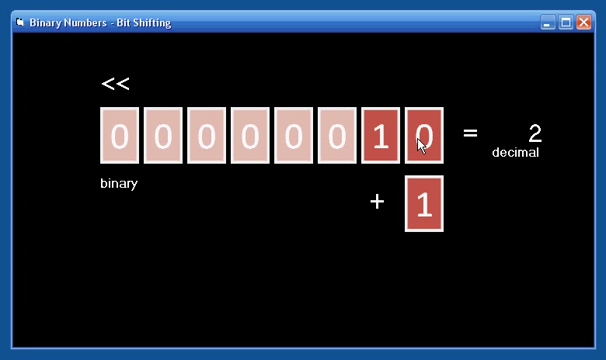 Binary Numbers - Bit Shifting
<<
0 0 0 0 0 0 1 0 = 2
decimal
binary
+ 1